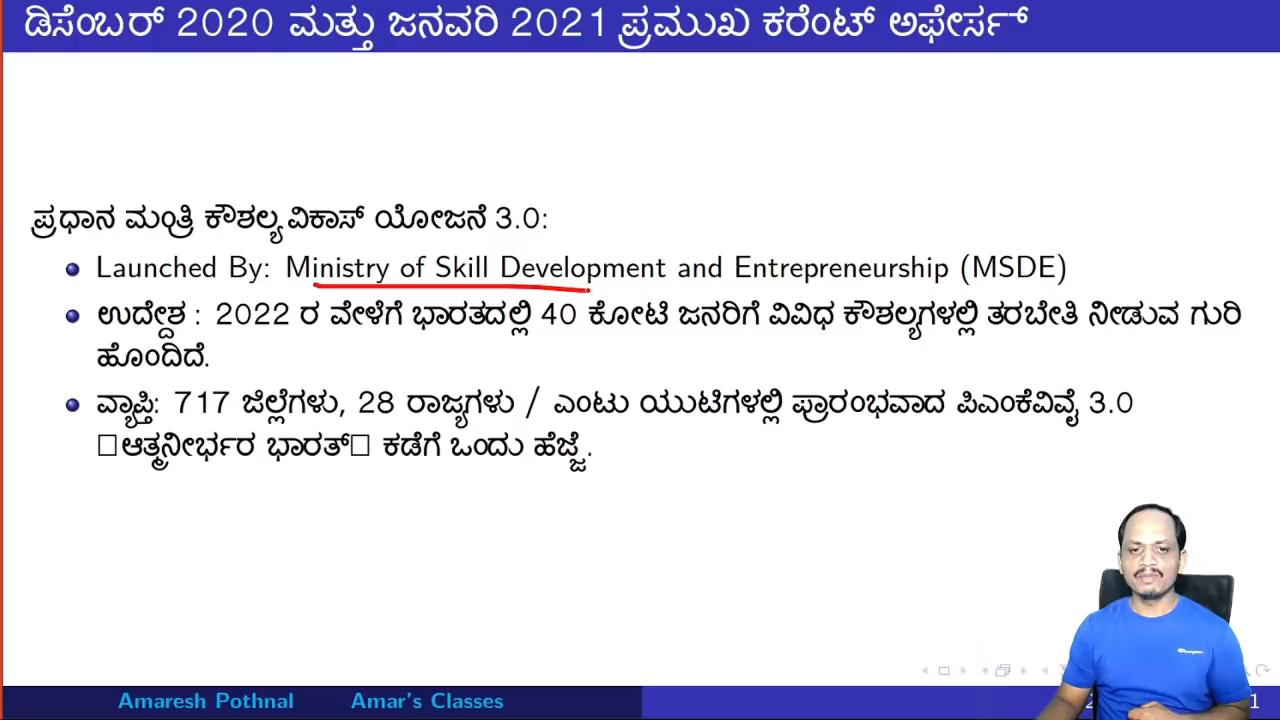 ಡಿಸೆಂಬರ್ 2020 ಮತ್ತು ಜನವರಿ 2021 ಪ್ರಮುಖ ಕರೆಂಟ್ ಅಫೇರ್ಸ್
ಪ್ರಧಾನ ಮಂತ್ರಿ ಕೌಶಲ್ಯ ವಿಕಾಸ್ ಯೋಜನೆ 3.0:
Launched By: Ministry of Skill Development and Entrepreneurship (MSDE)
ಉದ್ದೇಶ : 2022 ರ ವೇಳೆಗೆ ಭಾರತದಲ್ಲಿ 40 ಕೋಟಿ ಜನರಿಗೆ ವಿವಿಧ ಕೌಶಲ್ಯಗಳಲ್ಲಿ ತರಬೇತಿ ನೀಡುವ ಗುರಿ
ಹೊಂದಿದೆ.
ವ್ಯಾಪ್ತಿ: 717 ಜಿಲ್ಲೆಗಳು, 28 ರಾಜ್ಯಗಳು / ಎಂಟು ಯುಟಿಗಳಲ್ಲಿ ಪ್ರಾರಂಭವಾದ ಪಿಎಂಕೆವಿವೈ 3.0
□ಆತ್ಮನೀರ್ಭರ ಭಾರತ್□ ಕಡೆಗೆ ಒಂದು ಹೆಜ್ಜೆ.
Amaresh Pothnal Amar's Classes